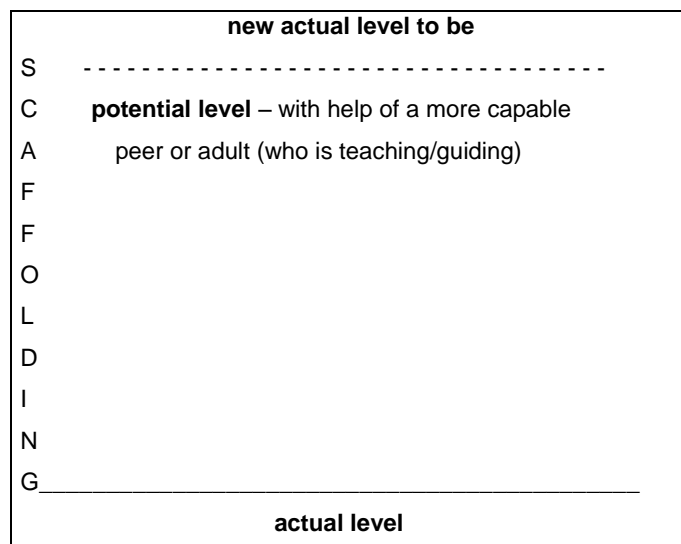 new actual level to be
S - - - - - - - - - - - - - - - - - - - - - - - - - - - - - - - - - - - -
C potential level – with help of a more capable
A peer or adult (who is teaching/guiding)
F
F
O
L
D
I
N
G_____________________________________________
actual level